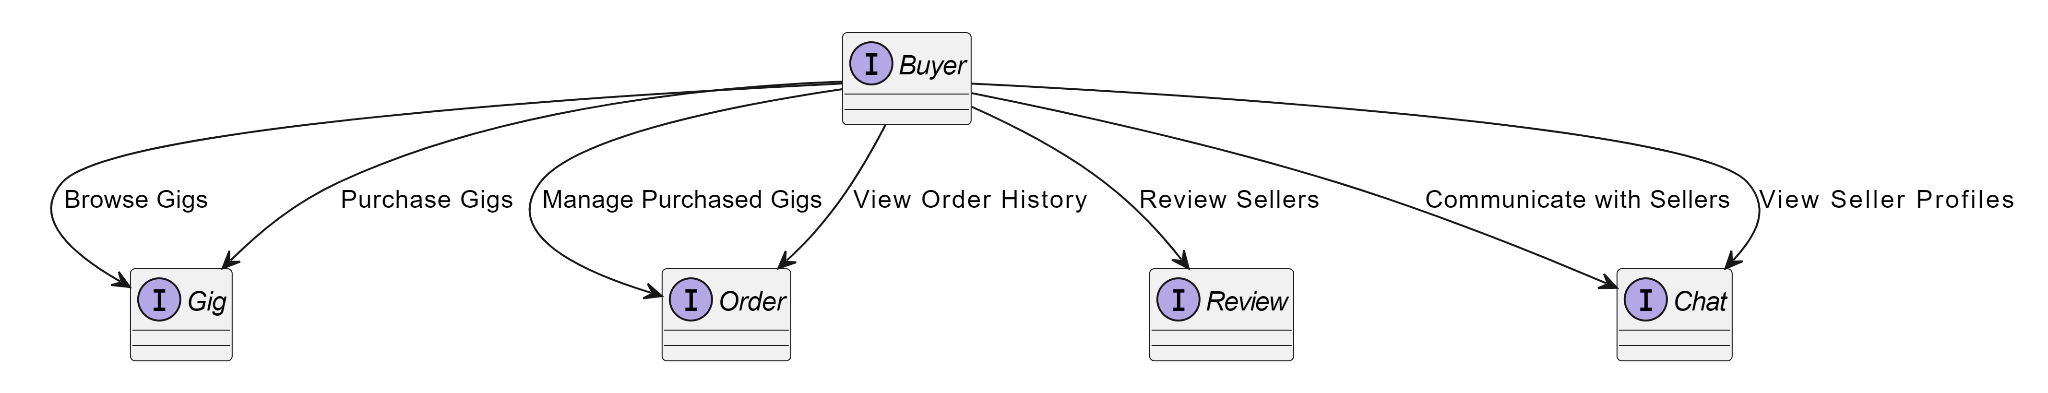 I Buyer
Browse Gigs
Purchase Gigs
Manage Purchased Gigs
View Order History
Review Sellers
Communicate with Sellers
View Seller Profiles
I Gig
I Order
I Review
I Chat